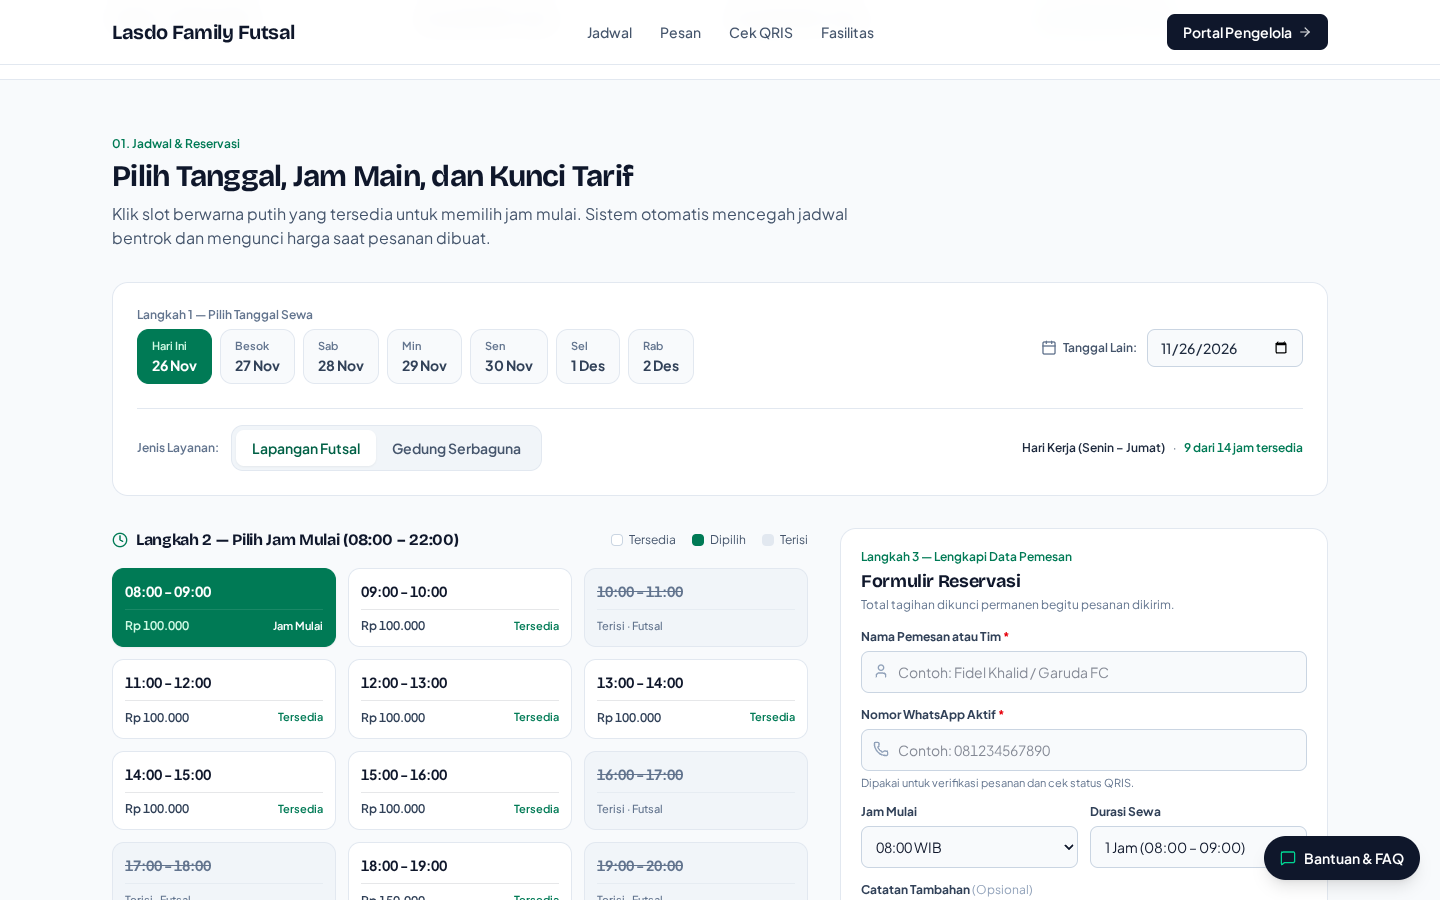 Lasdo Family Futsal
Jadwal
Pesan
Cek QRIS
Fasilitas
Portal Pengelola
01. Jadwal & Reservasi
Pilih Tanggal, Jam Main, dan Kunci Tarif
Klik slot berwarna putih yang tersedia untuk memilih jam mulai. Sistem otomatis mencegah jadwal
bentrok dan mengunci harga saat pesanan dibuat.
Langkah 1 — Pilih Tanggal Sewa
Hari Ini
26 Nov
Besok
27 Nov
Sab
28 Nov
Min
29 Nov
Sen
30 Nov
Sel
1 Des
Rab
2 Des
Tanggal Lain:
11/26/2026
Jenis Layanan:
Lapangan Futsal
Gedung Serbaguna
Hari Kerja (Senin – Jumat) · 9 dari 14 jam tersedia
Langkah 2 — Pilih Jam Mulai (08:00 – 22:00)
Tersedia
Dipilih
Terisi
08:00 – 09:00
Rp 100.000
Jam Mulai
09:00 – 10:00
Rp 100.000
Tersedia
10:00 – 11:00
Terisi · Futsal
11:00 – 12:00
Rp 100.000
Tersedia
12:00 – 13:00
Rp 100.000
Tersedia
13:00 – 14:00
Rp 100.000
Tersedia
14:00 – 15:00
Rp 100.000
Tersedia
15:00 – 16:00
Rp 100.000
Tersedia
16:00 – 17:00
Terisi · Futsal
17:00 – 18:00
Terisi · Futsal
18:00 – 19:00
Rp 150.000
Tersedia
19:00 – 20:00
Terisi · Futsal
Langkah 3 — Lengkapi Data Pemesan
Formulir Reservasi
Total tagihan dikunci permanen begitu pesanan dikirim.
Nama Pemesan atau Tim *
Contoh: Fidel Khalid / Garuda FC
Nomor WhatsApp Aktif *
Contoh: 081234567890
Dipakai untuk verifikasi pesanan dan cek status QRIS.
Jam Mulai
08:00 WIB
Durasi Sewa
1 Jam (08:00 – 09:00)
Catatan Tambahan (Opsional)
Bantuan & FAQ